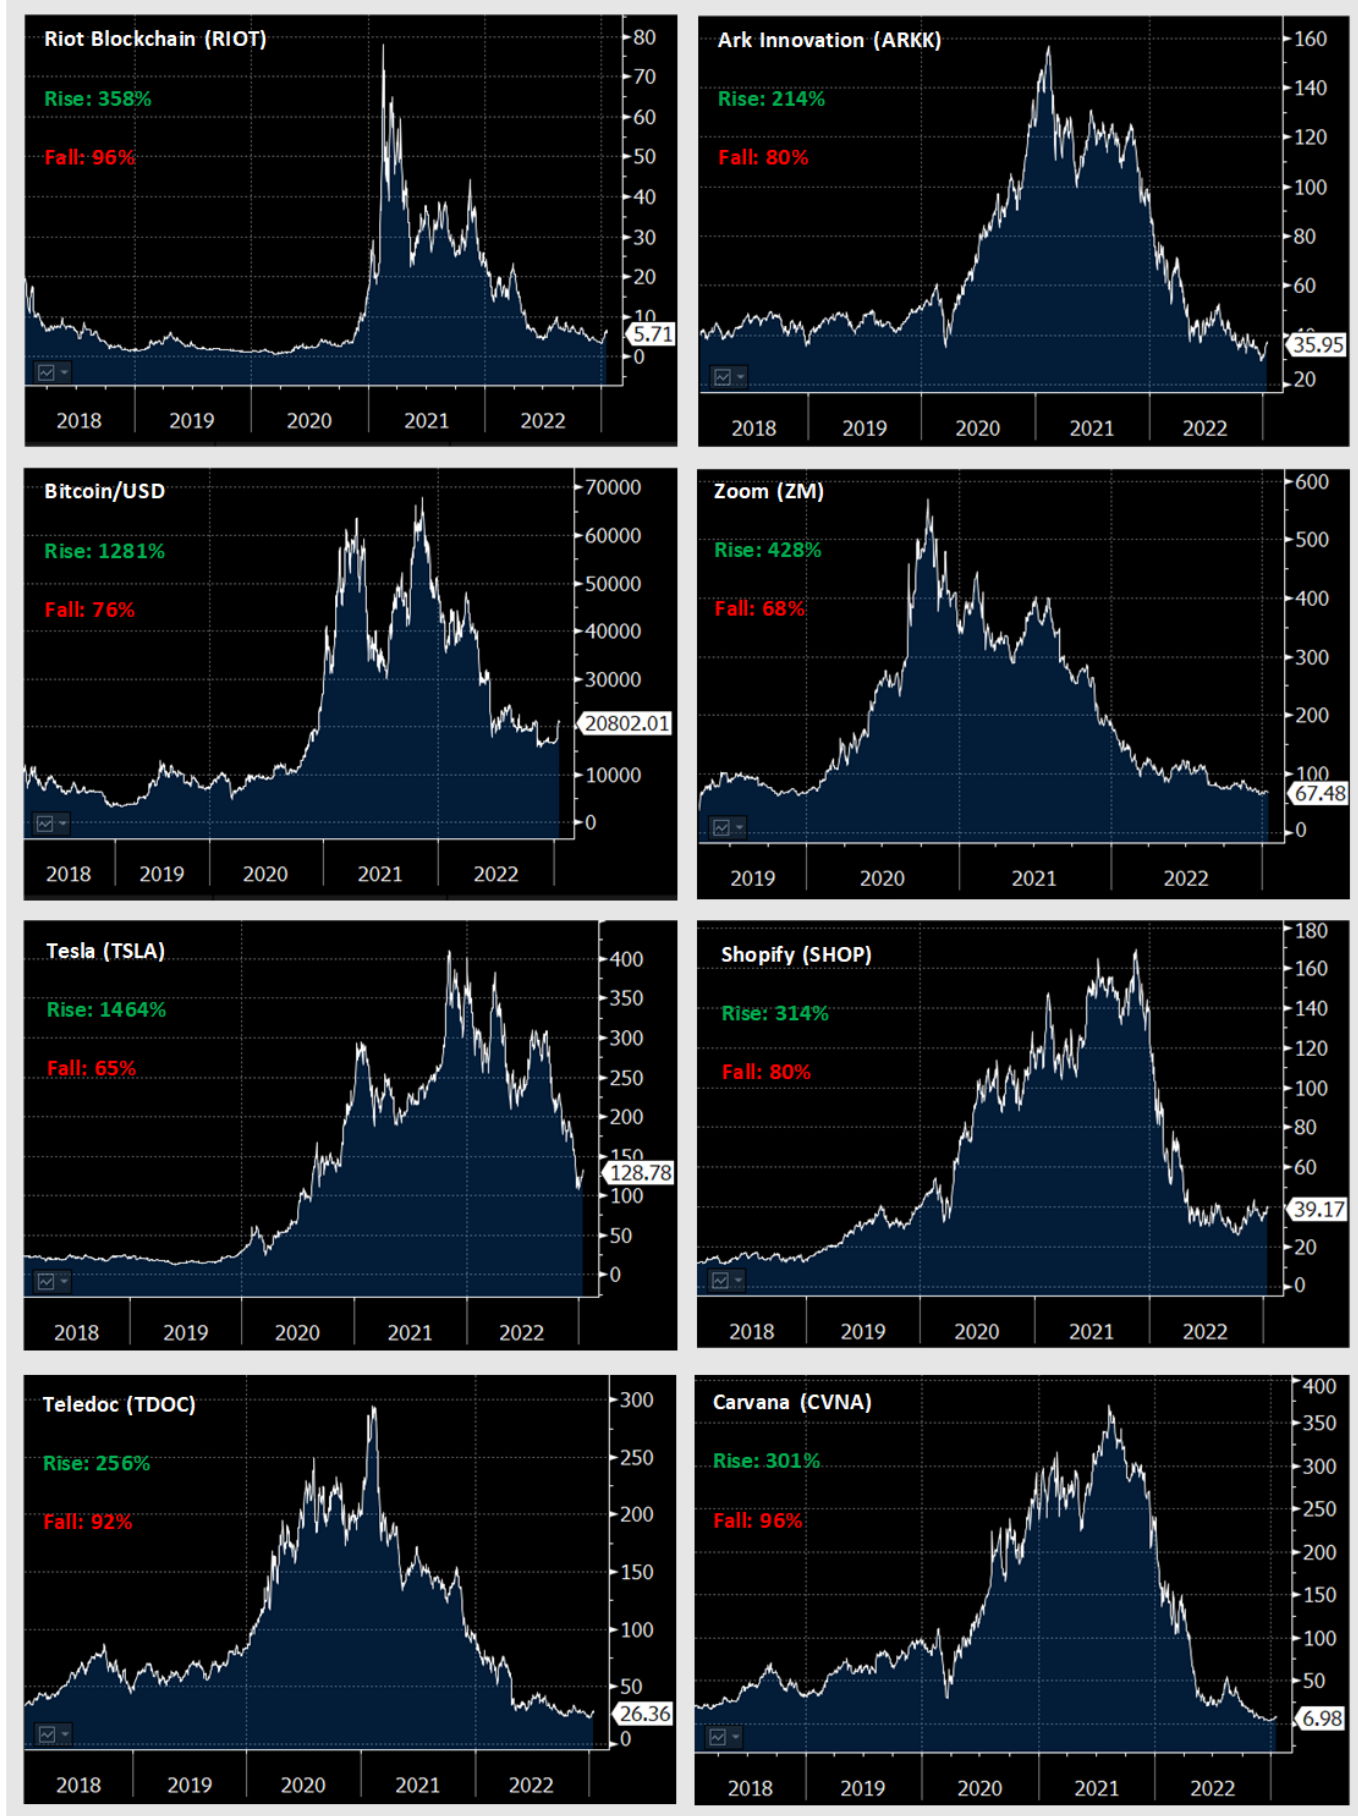 Riot Blockchain (RIOT)
Rise: 358%
Fall: 96%
80
70
60
50
40
30
20
10
5.71
0
2018 2019 2020 2021 2022
Ark Innovation (ARKK)
Rise: 214%
Fall: 80%
160
140
120
100
80
60
40
35.95
20
2018 2019 2020 2021 2022
Bitcoin/USD
Rise: 1281%
Fall: 76%
70000
60000
50000
40000
30000
20802.01
10000
0
2018 2019 2020 2021 2022
Zoom (ZM)
Rise: 428%
Fall: 68%
600
500
400
300
200
100
67.48
0
2019 2020 2021 2022
Tesla (TSLA)
Rise: 1464%
Fall: 65%
400
350
300
250
200
150
128.78
100
50
0
2018 2019 2020 2021 2022
Shopify (SHOP)
Rise: 314%
Fall: 80%
180
160
140
120
100
80
60
39.17
20
0
2018 2019 2020 2021 2022
Teledoc (TDOC)
Rise: 256%
Fall: 92%
300
250
200
150
100
50
26.36
0
2018 2019 2020 2021 2022
Carvana (CVNA)
Rise: 301%
Fall: 96%
400
350
300
250
200
150
100
50
6.98
2018 2019 2020 2021 2022